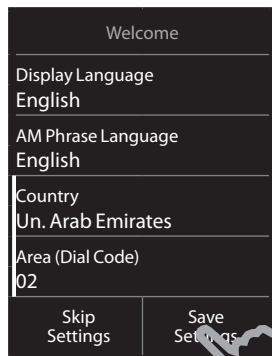 Welcome
Display Language
English
AM Phrase Language
English
Country
Un. Arab Emirates
Area (Dial Code)
02
Skip
Settings
Save
Settings